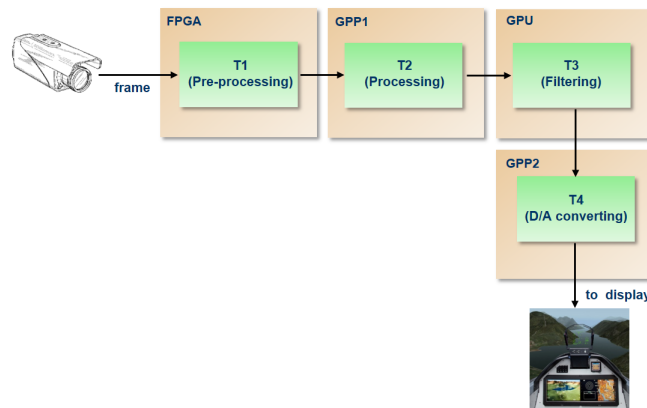 FPGA
GPP1
GPU
T1
(Pre-processing)
T2
(Processing)
T3
(Filtering)
frame
GPP2
T4
(D/A converting)
to display